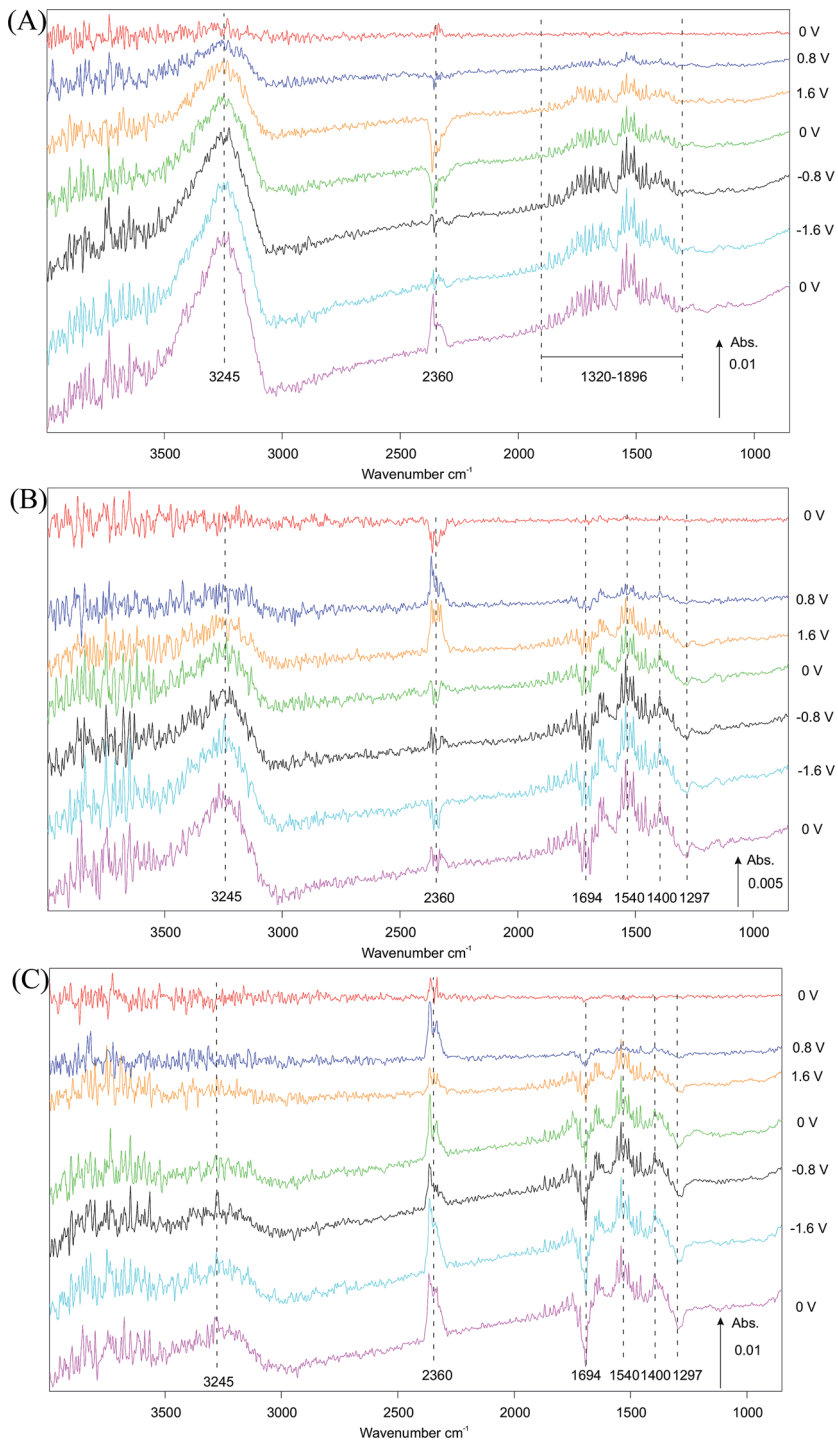 (A)
0 V
0.8 V
1.6 V
0 V
-0.8 V
-1.6 V
0 V
Abs.
0.01
3245 2360 1320-1896
3500 3000 2500 2000 1500 1000
Wavenumber cm-1
(B)
0 V
0.8 V
1.6 V
0 V
-0.8 V
-1.6 V
0 V
Abs.
0.005
3245 2360 1694 1540 1400 1297
3500 3000 2500 2000 1500 1000
Wavenumber cm-1
(C)
0 V
0.8 V
1.6 V
0 V
-0.8 V
-1.6 V
0 V
Abs.
0.01
3245 2360 1694 1540 1400 1297
3500 3000 2500 2000 1500 1000
Wavenumber cm-1